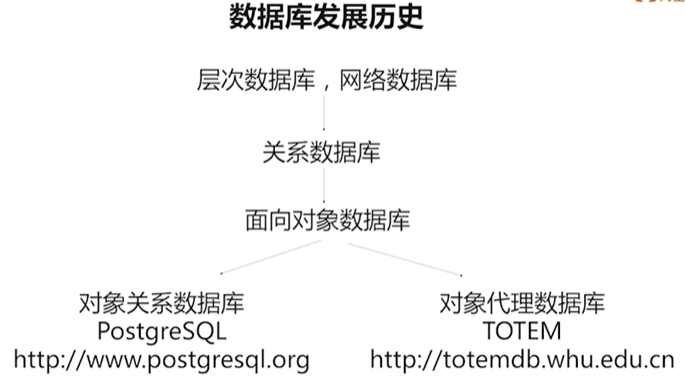 数据库发展历史
层次数据库，网络数据库
关系数据库
面向对象数据库
对象关系数据库
PostgreSQL
http://www.postgresql.org
对象代理数据库
TOTEM
http://totemdb.whu.edu.cn